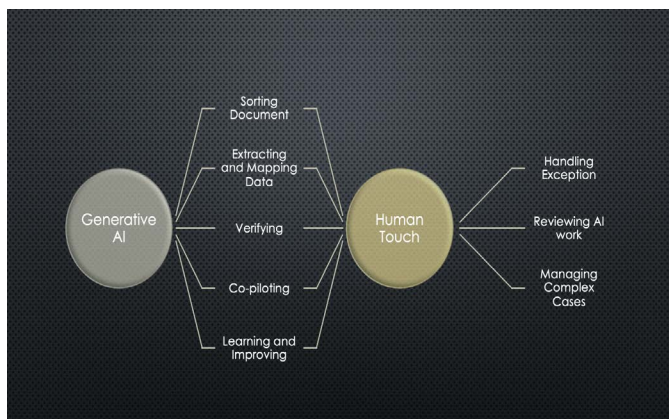 Generative
AI
Sorting
Document
Extracting
and Mapping
Data
Verifying
Co-piloting
Learning and
Improving
Human
Touch
Handling
Exception
Reviewing AI
work
Managing
Complex
Cases